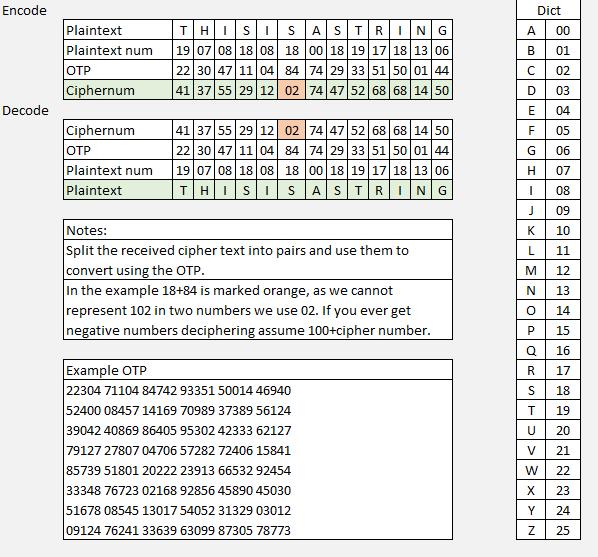 Encode
Plaintext T H I S I S A S T R I N G
Plaintext num 19 07 08 18 08 18 00 18 19 17 18 13 06
OTP 22 30 47 11 04 84 74 29 33 51 50 01 44
Ciphernum 41 37 55 29 12 02 74 47 52 68 68 14 50
Decode
Ciphernum 41 37 55 29 12 02 74 47 52 68 68 14 50
OTP 22 30 47 11 04 84 74 29 33 51 50 01 44
Plaintext num 19 07 08 18 08 18 00 18 19 17 18 13 06
Plaintext T H I S I S A S T R I N G
Notes:
Split the received cipher text into pairs and use them to
convert using the OTP.
In the example 18+84 is marked orange, as we cannot
represent 102 in two numbers we use 02. If you ever get
negative numbers deciphering assume 100+cipher number.
Example OTP
22304 71104 84742 93351 50014 46940
52400 08457 14169 70989 37389 56124
39042 40869 86405 95302 42333 62127
79127 27807 04706 57282 72406 15841
85739 51801 20222 23913 66532 92454
33348 76723 02168 92856 45890 45030
51678 08545 13017 54052 31329 03012
09124 76241 33639 63099 87305 78773
Dict
A 00
B 01
C 02
D 03
E 04
F 05
G 06
H 07
I 08
J 09
K 10
L 11
M 12
N 13
O 14
P 15
Q 16
R 17
S 18
T 19
U 20
V 21
W 22
X 23
Y 24
Z 25